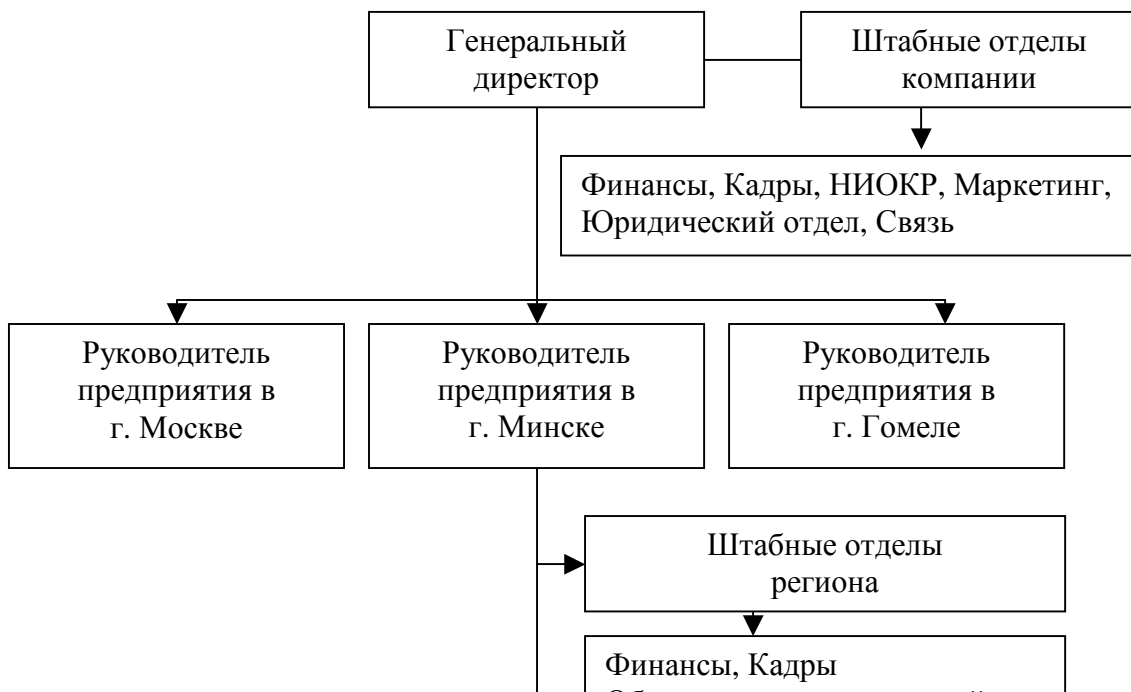 Генеральный
директор
Штабные отделы
компании
Финансы, Кадры, НИОКР, Маркетинг,
Юридический отдел, Связь
Руководитель
предприятия в
г. Москве
Руководитель
предприятия в
г. Минске
Руководитель
предприятия в
г. Гомеле
Штабные отделы
региона
Финансы, Кадры